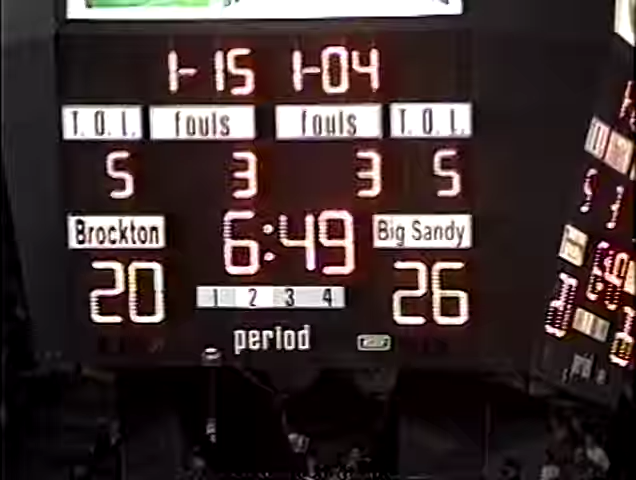 1-15 1-04
T.O.L. fouls fouls T.O.L.
5 3 3 5
Brockton 6:49 Big Sandy
20 1 2 3 4 26
period